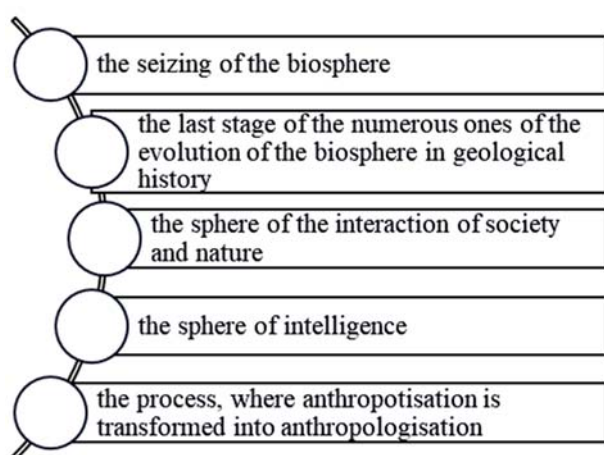 the seizing of the biosphere
the last stage of the numerous ones of the
evolution of the biosphere in geological
history
the sphere of the interaction of society
and nature
the sphere of intelligence
the process, where anthropotisation is
transformed into anthropologisation